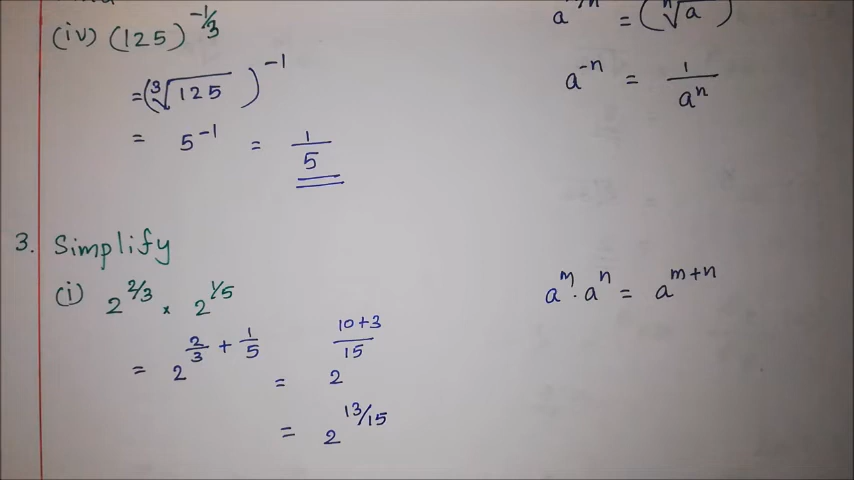 (iv) (125)^-1/3
= (∛125)^-1
= 5^-1 = 1/5
a^-n = 1/a^n
3. Simplify
(i) 2^2/3 × 2^1/5
a^m · a^n = a^m+n
= 2^2/3 + 1/5 = 2^10+3/15
= 2^13/15